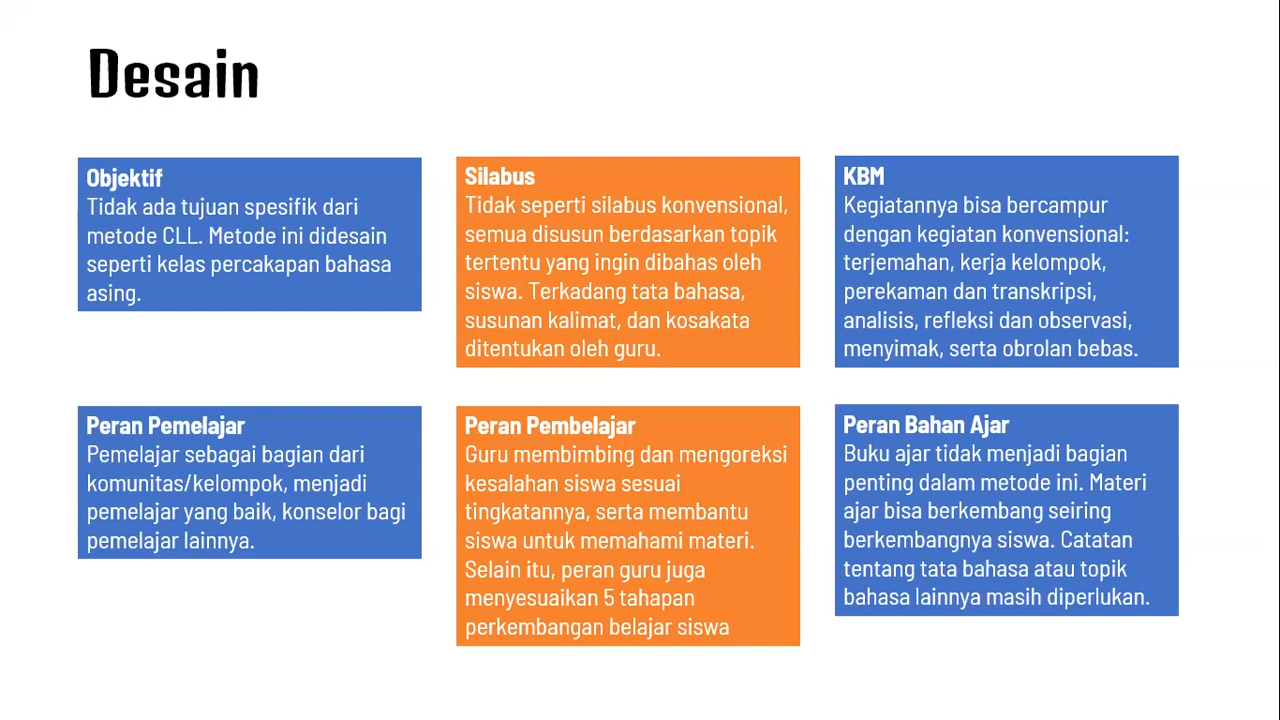 Desain
Objektif
Tidak ada tujuan spesifik dari
metode CLL. Metode ini didesain
seperti kelas percakapan bahasa
asing.
Silabus
Tidak seperti silabus konvensional,
semua disusun berdasarkan topik
tertentu yang ingin dibahas oleh
siswa. Terkadang tata bahasa,
susunan kalimat, dan kosakata
ditentukan oleh guru.
KBM
Kegiatannya bisa bercampur
dengan kegiatan konvensional:
terjemahan, kerja kelompok,
perekaman dan transkripsi,
analisis, refleksi dan observasi,
menyimak, serta obrolan bebas.
Peran Pemelajar
Pemelajar sebagai bagian dari
komunitas/kelompok, menjadi
pemelajar yang baik, konselor bagi
pemelajar lainnya.
Peran Pembelajar
Guru membimbing dan mengoreksi
kesalahan siswa sesuai
tingkatannya, serta membantu
siswa untuk memahami materi.
Selain itu, peran guru juga
menyesuaikan 5 tahapan
perkembangan belajar siswa
Peran Bahan Ajar
Buku ajar tidak menjadi bagian
penting dalam metode ini. Materi
ajar bisa berkembang seiring
berkembangnya siswa. Catatan
tentang tata bahasa atau topik
bahasa lainnya masih diperlukan.